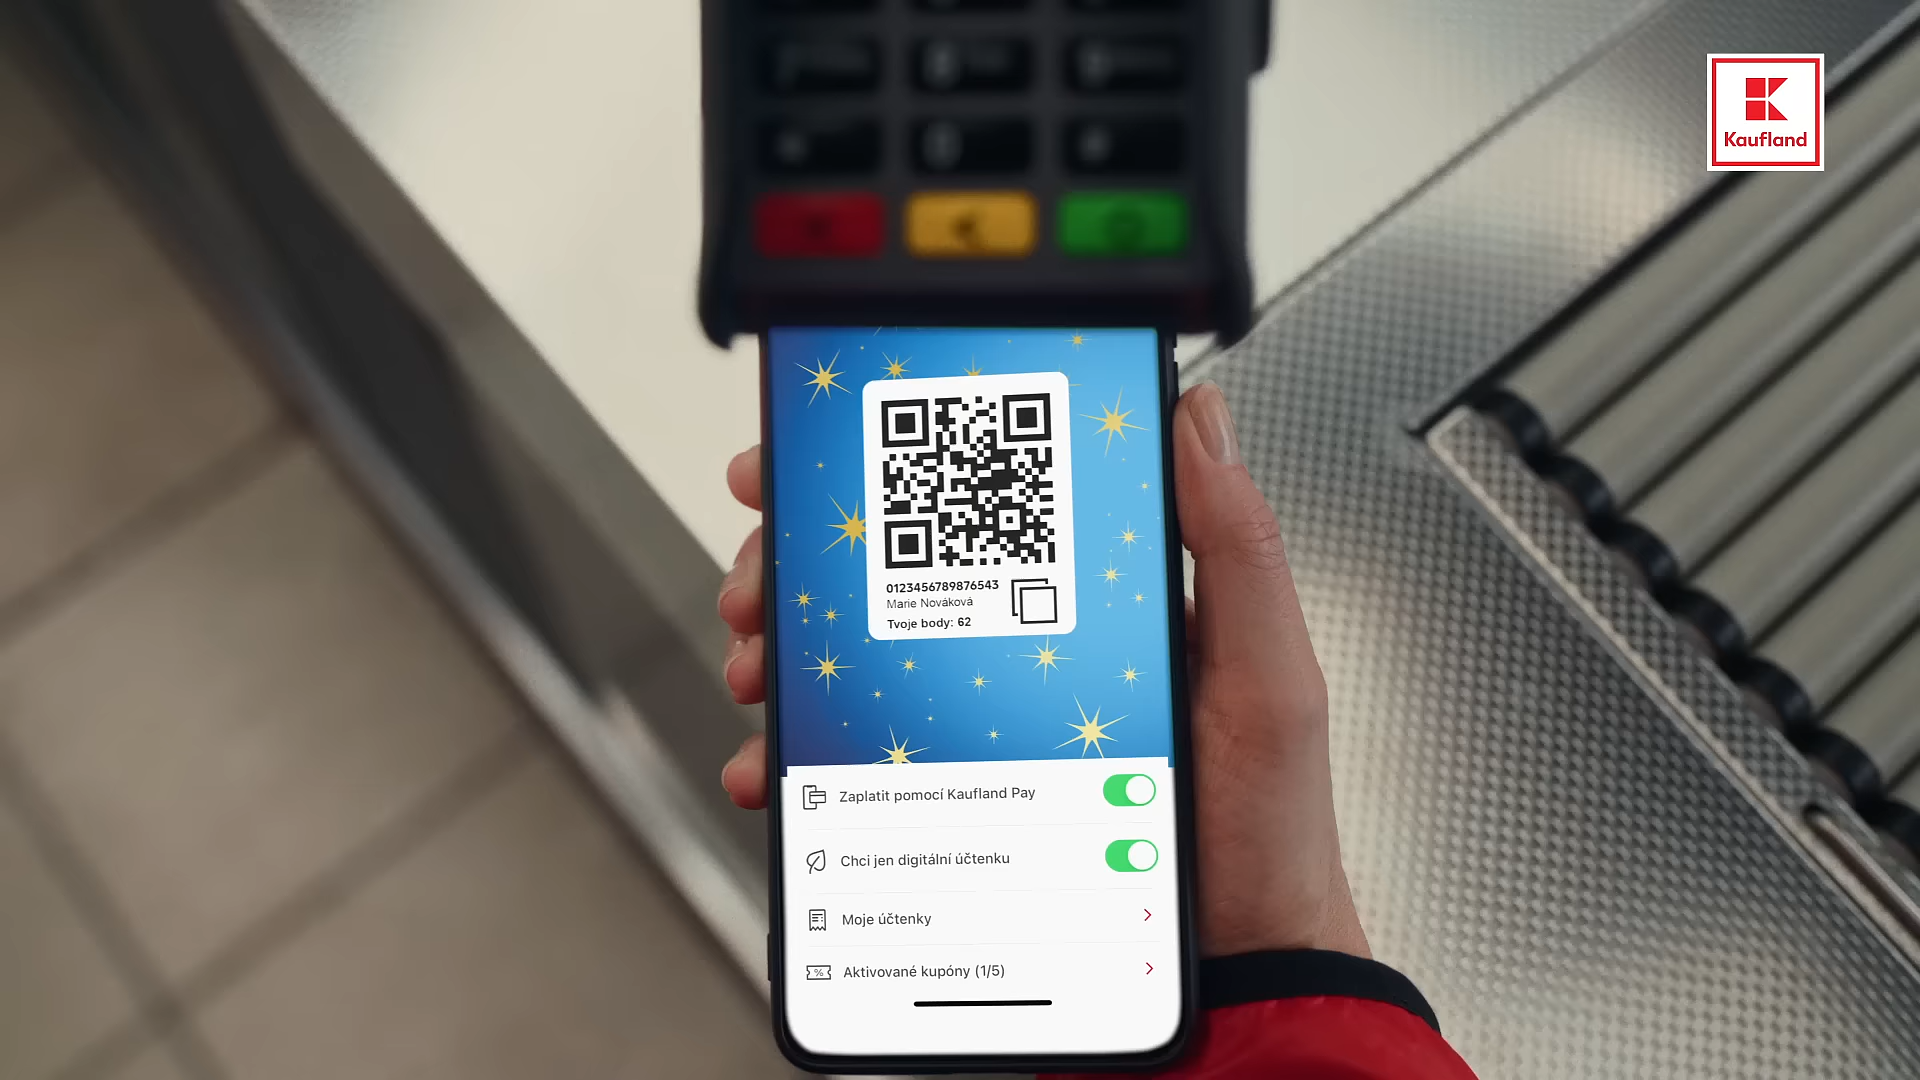 Kaufland
0123456789876543
Marie Nováková
Tvoje body: 62
Zaplatit pomocí Kaufland Pay
Chci jen digitální účtenku
Moje účtenky
%
Aktivované kupóny (1/5)